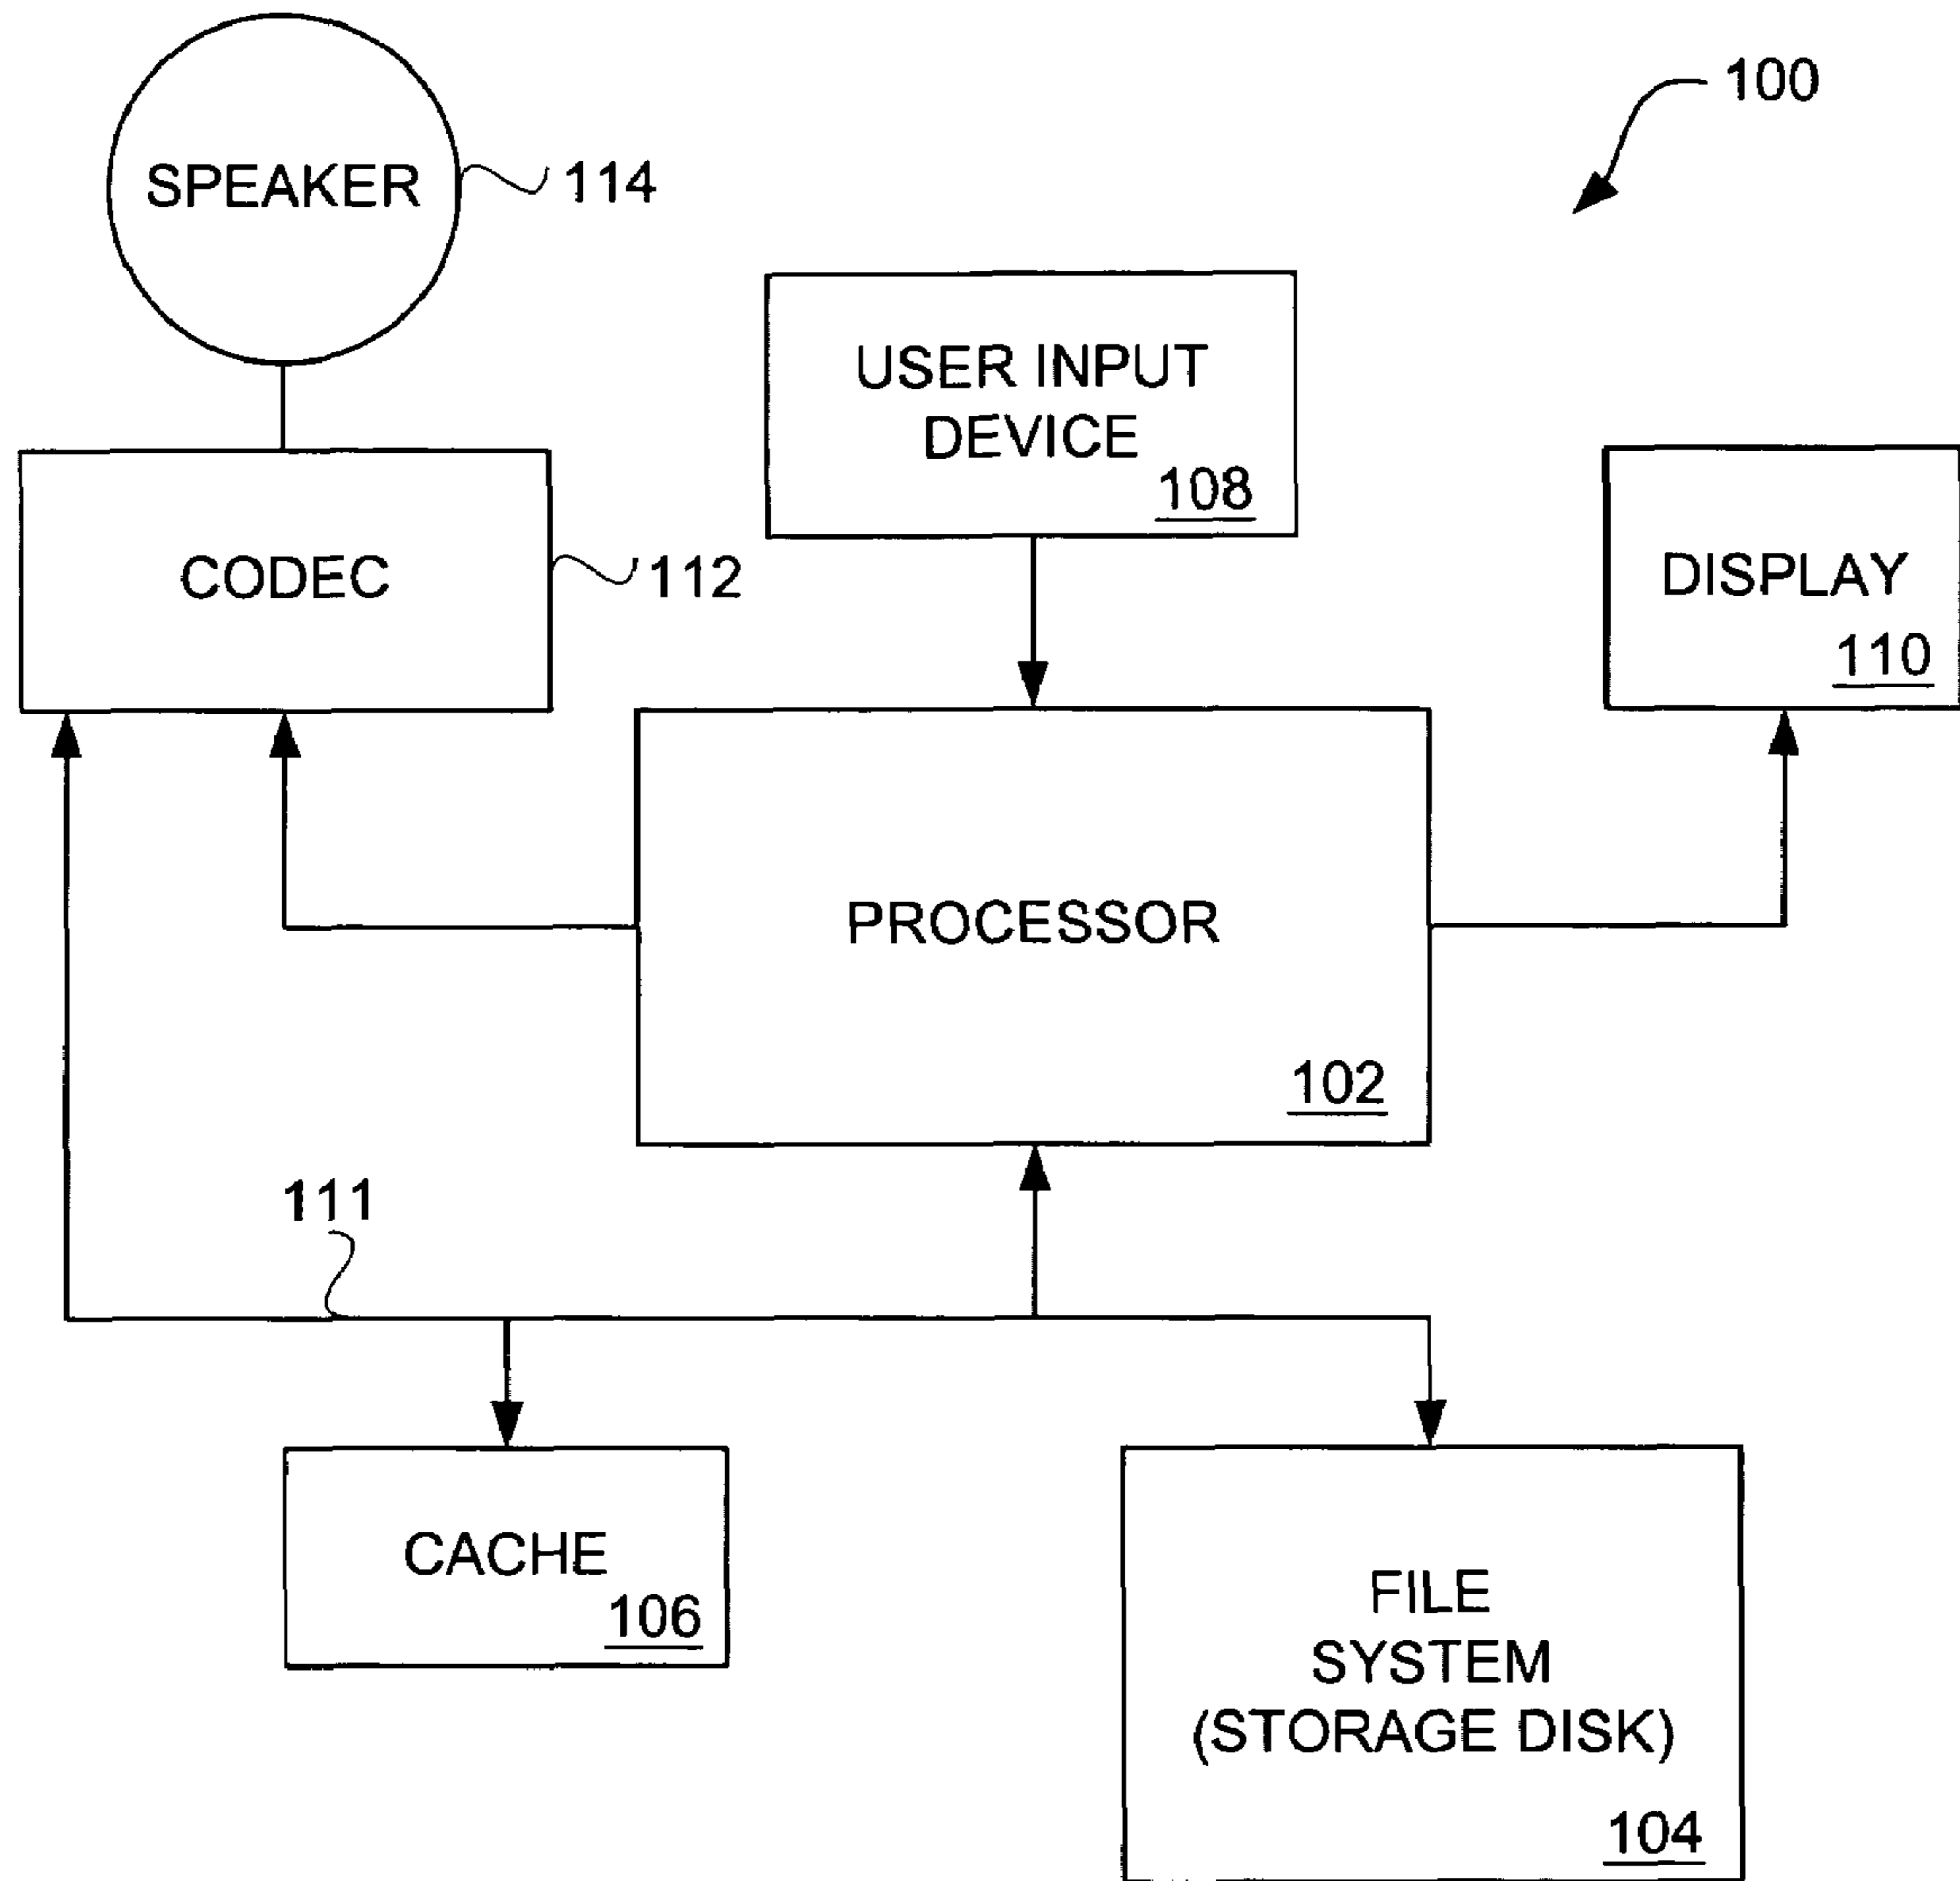 100
SPEAKER
114
USER INPUT
DEVICE
108
CODEC
112
DISPLAY
110
PROCESSOR
102
111
CACHE
106
FILE
SYSTEM
(STORAGE DISK)
104